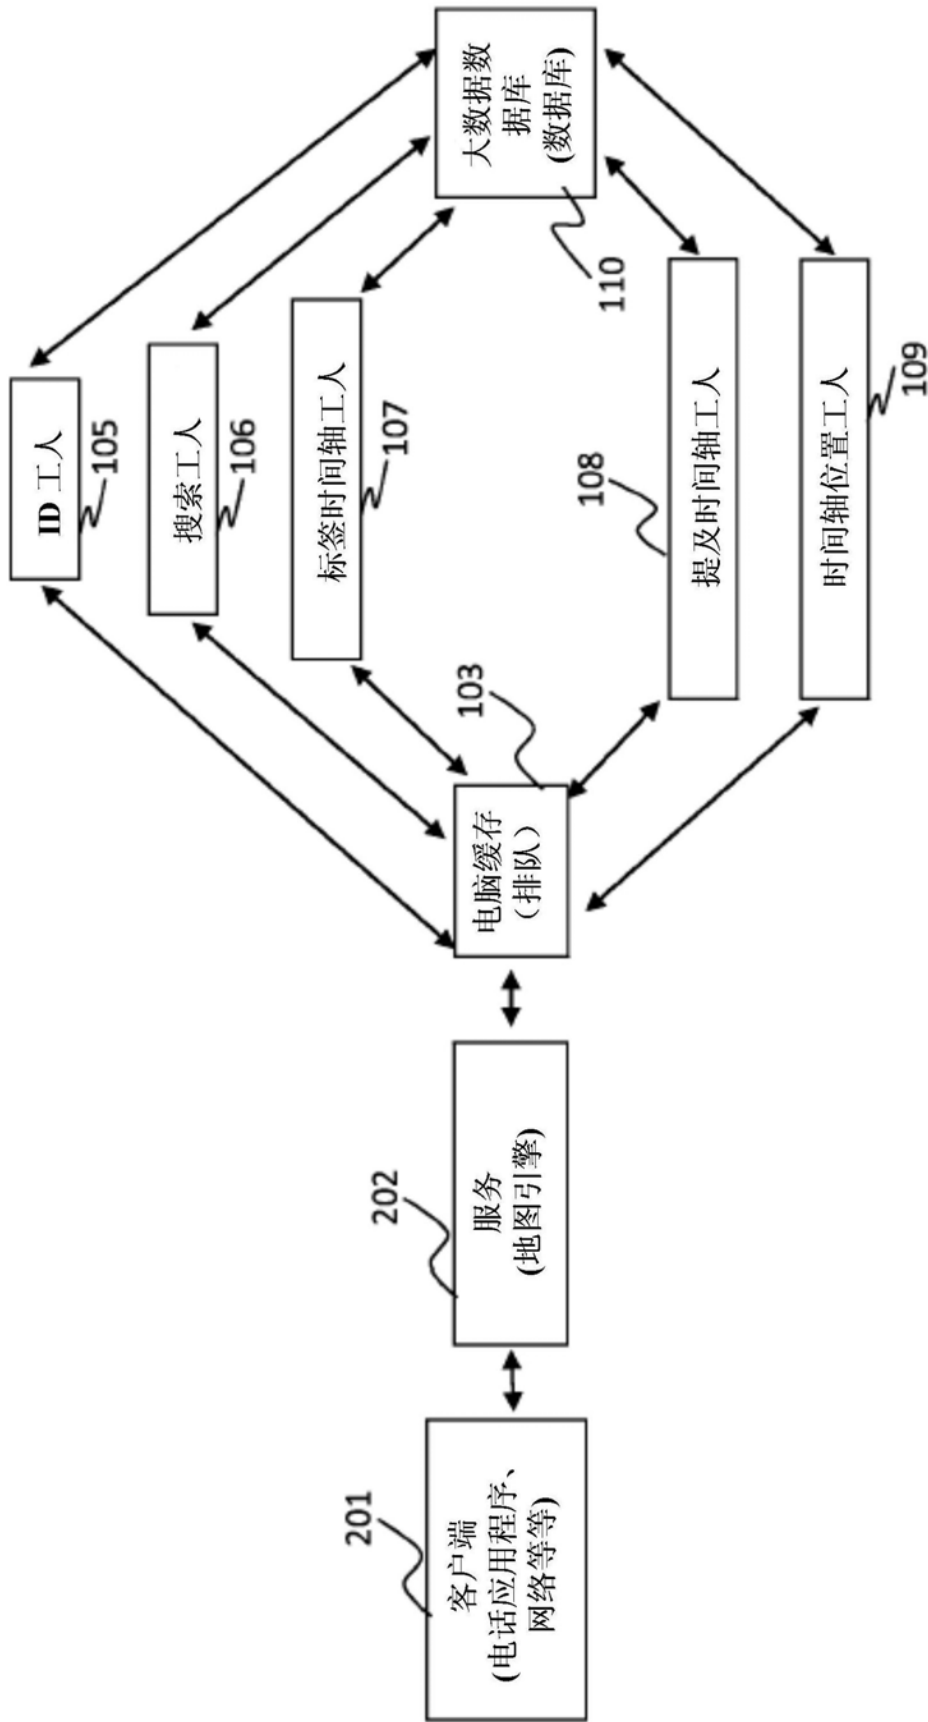 ID 工人
105
搜索工人
106
标签时间轴工人
107
201
客户端
(电话应用程序、
网络等等)
202
服务
(地图引擎)
103
电脑缓存
（排队）
大数据数
据库
(数据库)
110
108
提及时间轴工人
时间轴位置工人
109